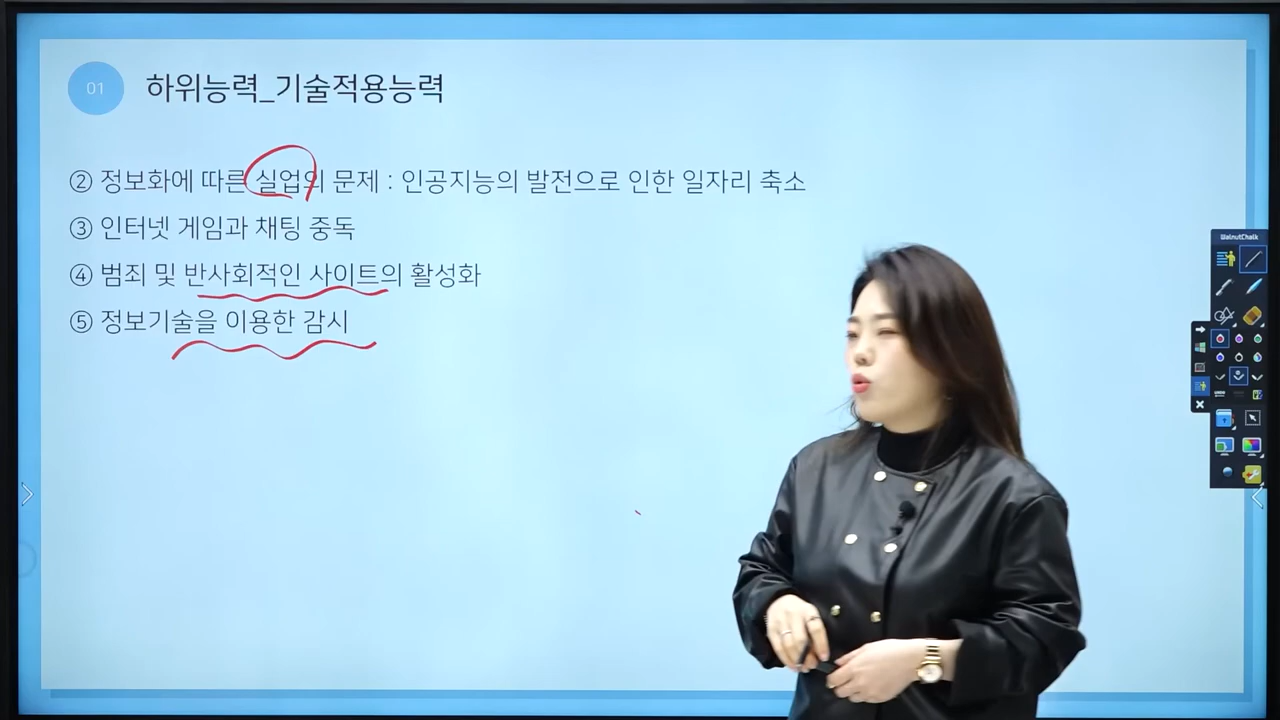 01
하위능력_기술적용능력
② 정보화에 따른 실업의 문제 : 인공지능의 발전으로 인한 일자리 축소
③ 인터넷 게임과 채팅 중독
④ 범죄 및 반사회적인 사이트의 활성화
⑤ 정보기술을 이용한 감시
WalnutChalk